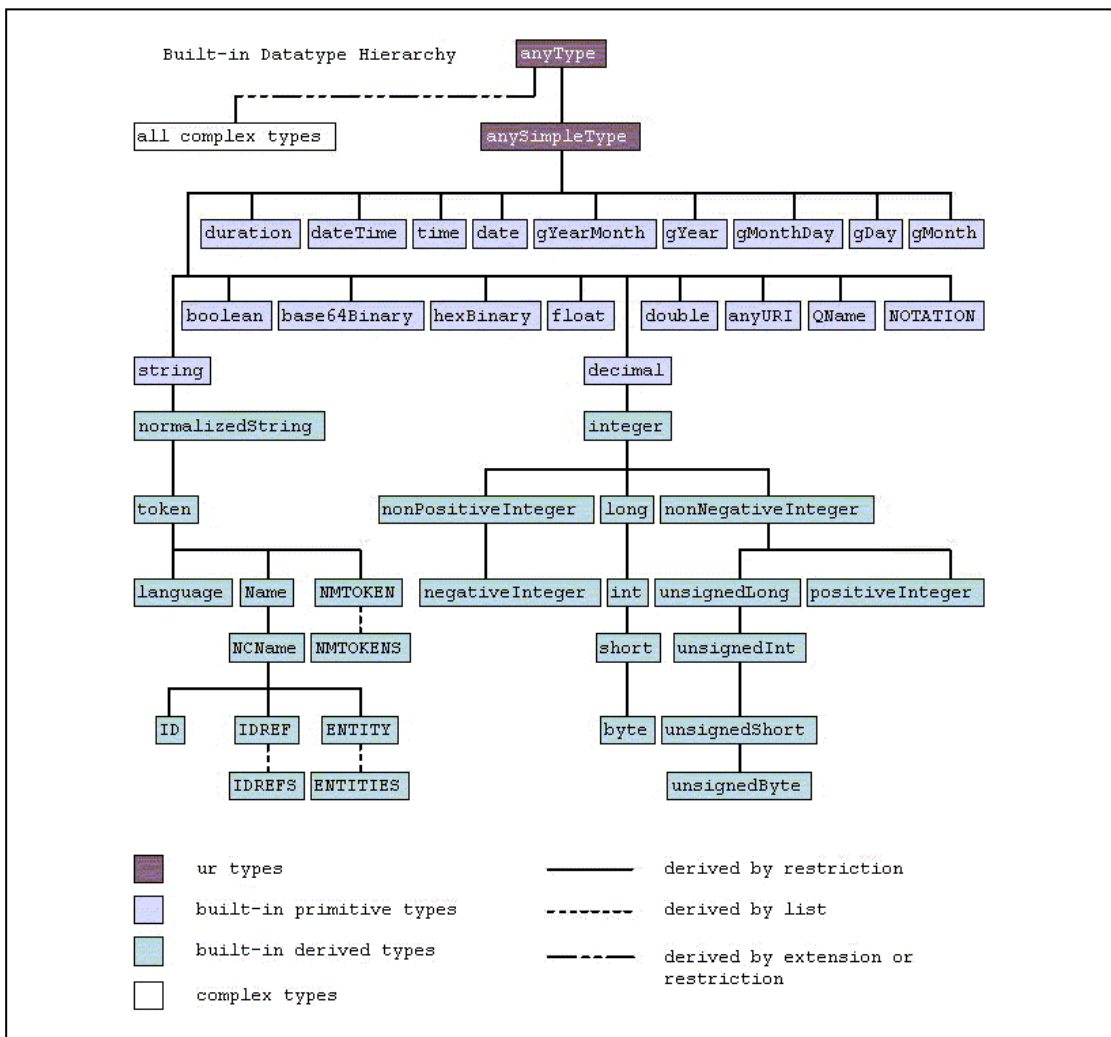 Built-in Datatype Hierarchy
anyType
all complex types
anySimpleType
duration
dateTime
time
date
gYearMonth
gYear
gMonthDay
gDay
gMonth
boolean
base64Binary
hexBinary
float
double
anyURI
QName
NOTATION
string
decimal
normalizedString
integer
token
nonPositiveInteger
long
nonNegativeInteger
language
Name
NMTOKEN
negativeInteger
int
unsignedLong
positiveInteger
NCName
NMTOKENS
short
unsignedInt
ID
IDREF
ENTITY
byte
unsignedShort
IDREFS
ENTITIES
unsignedByte
ur types
derived by restriction
built-in primitive types
derived by list
built-in derived types
derived by extension or
restriction
complex types